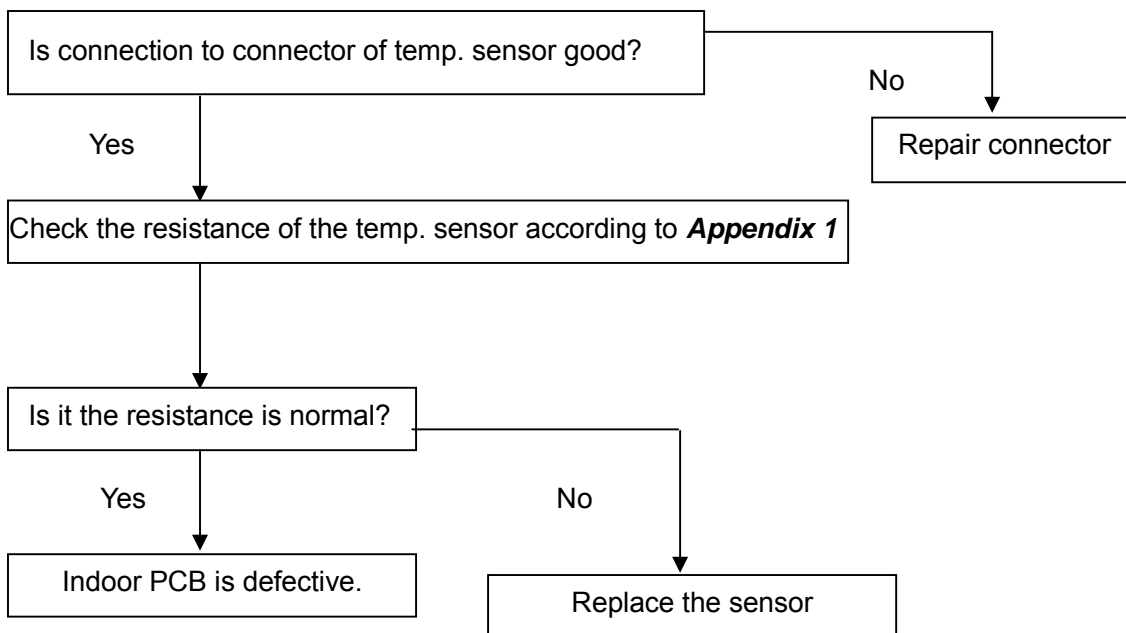 Is connection to connector of temp. sensor good?
No
Yes
Repair connector
Check the resistance of the temp. sensor according to Appendix 1
Is it the resistance is normal?
Yes
No
Indoor PCB is defective.
Replace the sensor